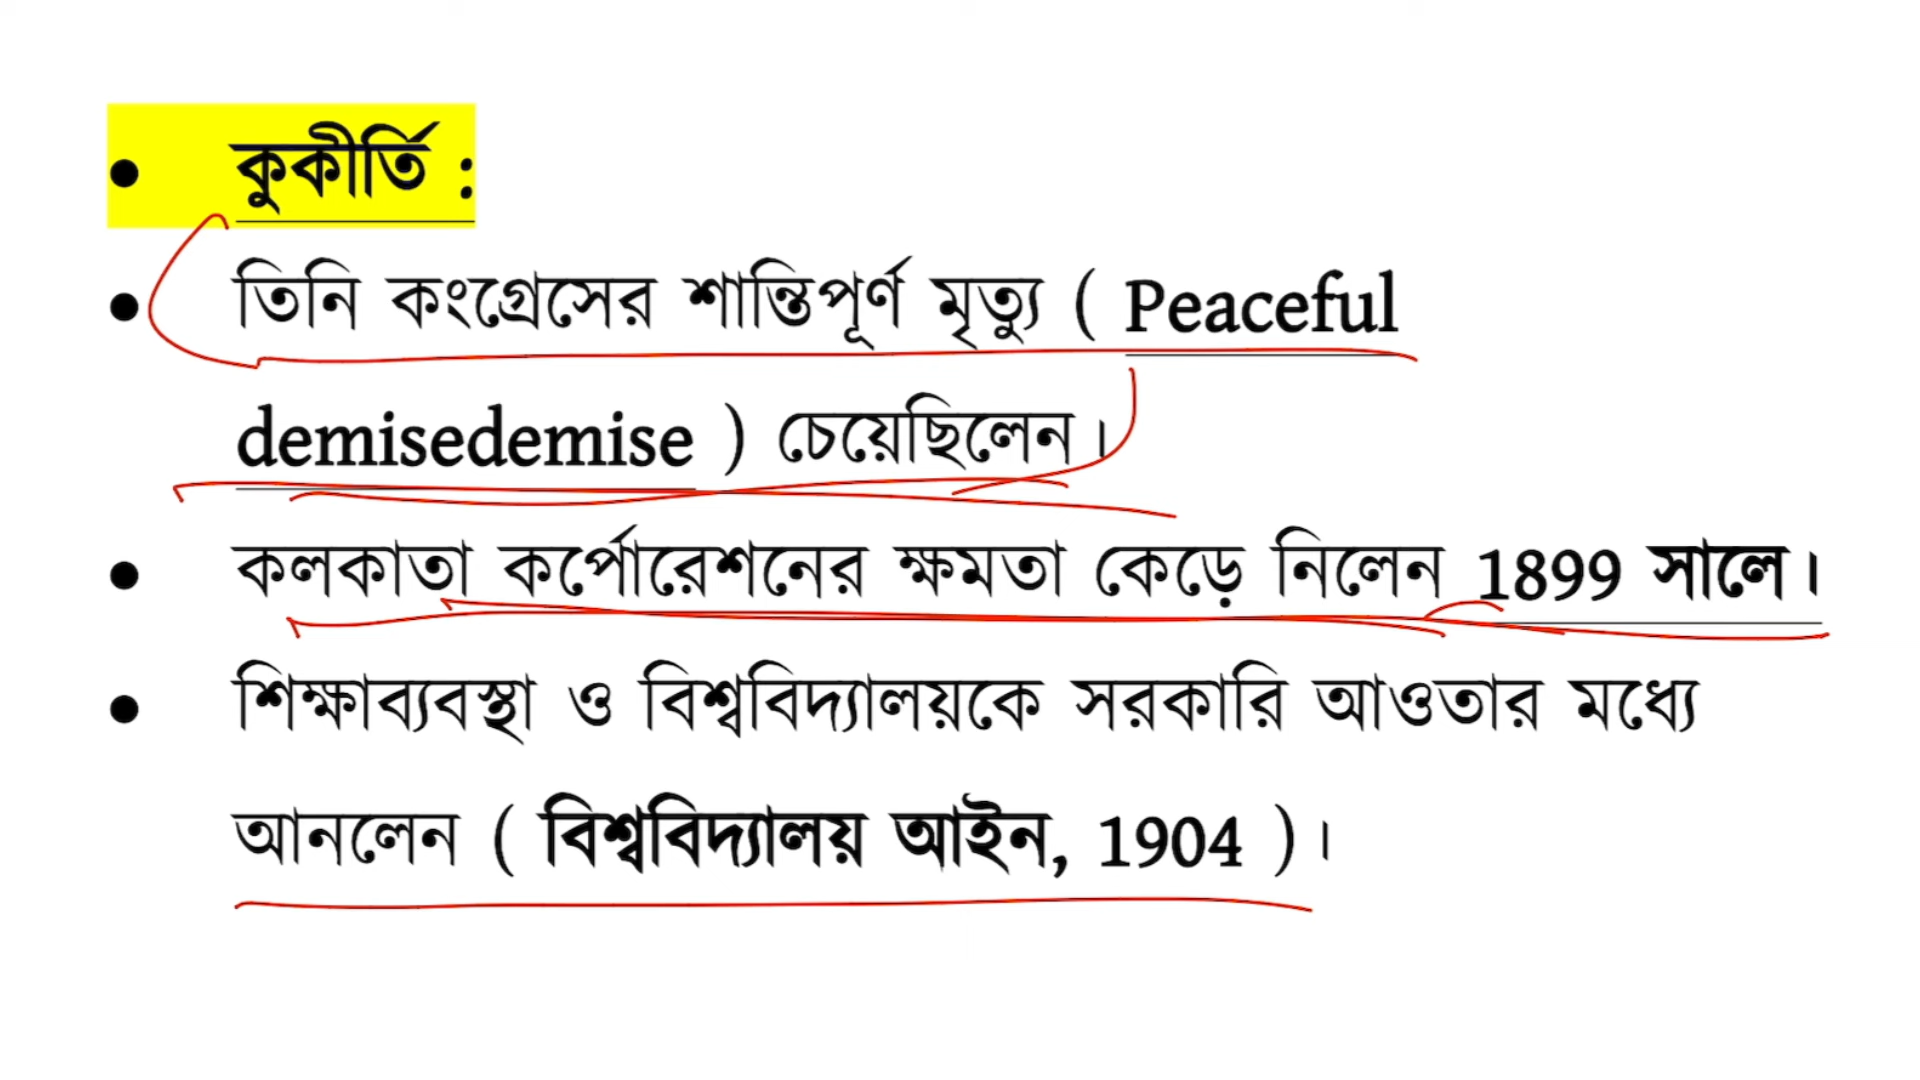 • কুকীর্তি :
• তিনি কংগ্রেসের শান্তিপূর্ণ মৃত্যু ( Peaceful
demisedemise ) চেয়েছিলেন।
• কলকাতা কর্পোরেশনের ক্ষমতা কেড়ে নিলেন 1899 সালে।
• শিক্ষাব্যবস্থা ও বিশ্ববিদ্যালয়কে সরকারি আওতার মধ্যে
আনলেন ( বিশ্ববিদ্যালয় আইন, 1904 )।